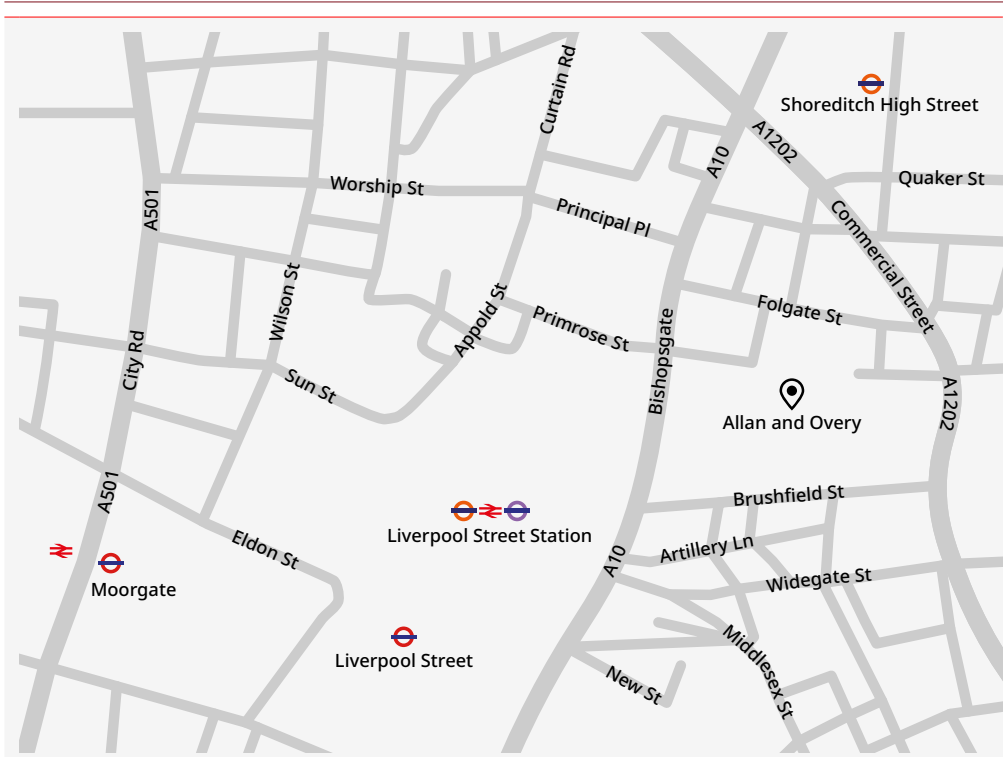 Curtain Rd
Shoreditch High Street
A1202
A10
Quaker St
Worship St
A501
Principal Pl
Commercial Street
Wilson St
Appold St
Folgate St
Primrose St
City Rd
Bishopsgate
Sun St
A1202
Allan and Overy
A501
Brushfield St
Liverpool Street Station
Eldon St
Artillery Ln
A10
Widegate St
Moorgate
Liverpool Street
Middlesex St
New St